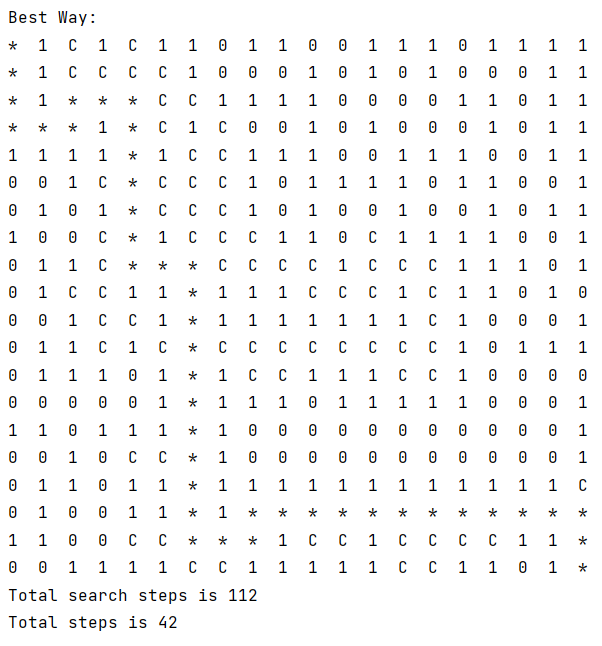 Best Way:
* 1 C 1 C 1 1 0 1 1 0 0 1 1 1 0 1 1 1 1
* 1 C C C C 1 0 0 0 1 0 1 0 1 0 0 0 1 1
* 1 * * * C C 1 1 1 1 0 0 0 0 1 1 0 1 1
* * * 1 * C 1 C 0 0 1 0 1 0 0 0 1 0 1 1
1 1 1 1 * 1 C C 1 1 1 0 0 1 1 1 0 0 1 1
0 0 1 C * C C C 1 0 1 1 1 1 0 1 1 0 0 1
0 1 0 1 * C C C 1 0 1 0 0 1 0 0 1 0 1 1
1 0 0 C * 1 C C C 1 1 0 C 1 1 1 1 0 0 1
0 1 1 C * * * C C C C 1 C C C 1 1 1 0 1
0 1 C C 1 1 * 1 1 1 C C C 1 C 1 1 0 1 0
0 0 1 C C 1 * 1 1 1 1 1 1 1 C 1 0 0 0 1
0 1 1 C 1 C * C C C C C C C C 1 0 1 1 1
0 1 1 1 0 1 * 1 C C 1 1 1 C C 1 0 0 0 0
0 0 0 0 0 1 * 1 1 1 0 1 1 1 1 1 0 0 0 1
1 1 0 1 1 1 * 1 0 0 0 0 0 0 0 0 0 0 0 1
0 0 1 0 C C * 1 0 0 0 0 0 0 0 0 0 0 0 1
0 1 1 0 1 1 * 1 1 1 1 1 1 1 1 1 1 1 1 C
0 1 0 0 1 1 * 1 * * * * * * * * * * * *
1 1 0 0 C C * * * 1 C C 1 C C C C 1 1 *
0 0 1 1 1 1 C C 1 1 1 1 1 C C 1 1 0 1 *
Total search steps is 112
Total steps is 42